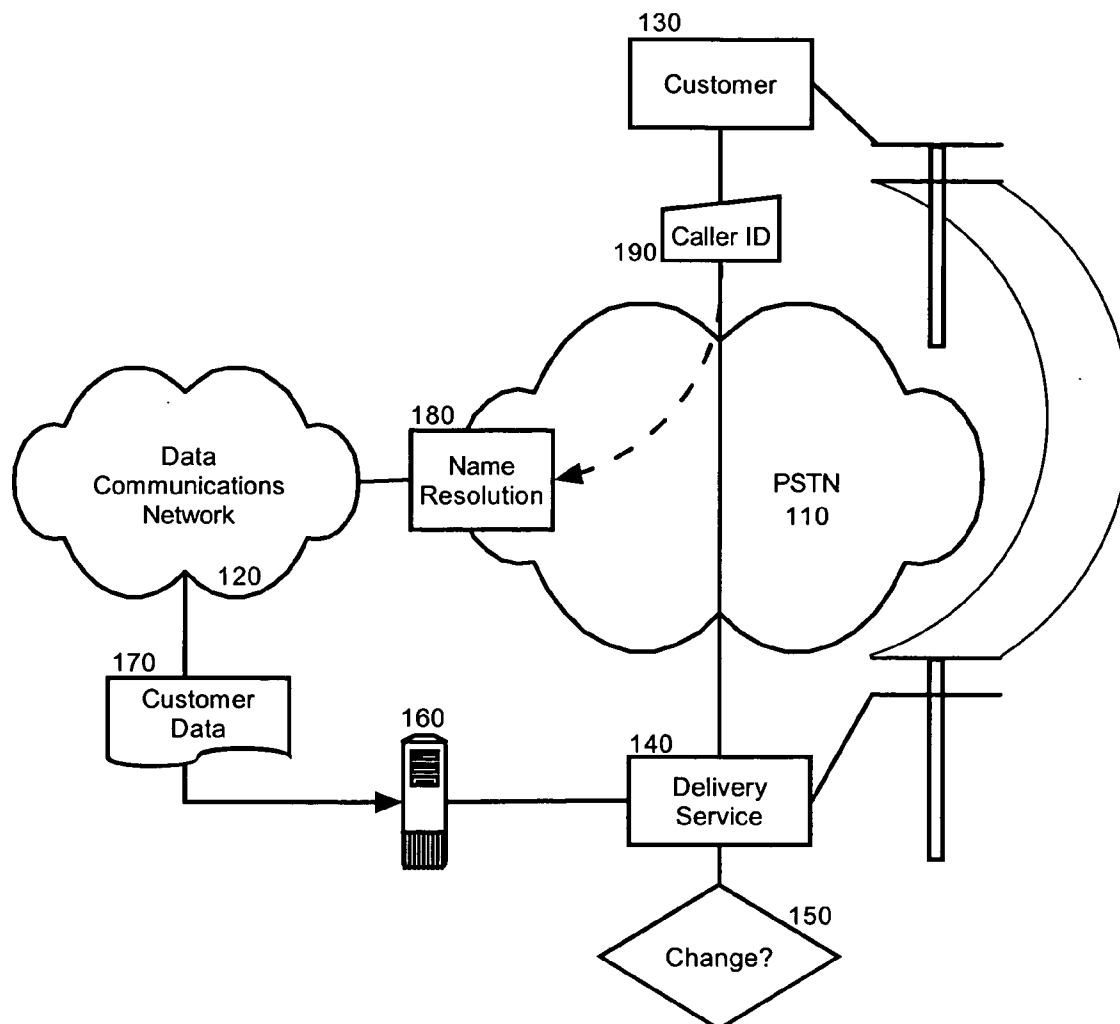 130
Customer
Caller ID
190
180
Name
Resolution
Data
Communications
Network
120
PSTN
110
170
Customer
Data
160
140
Delivery
Service
150
Change?